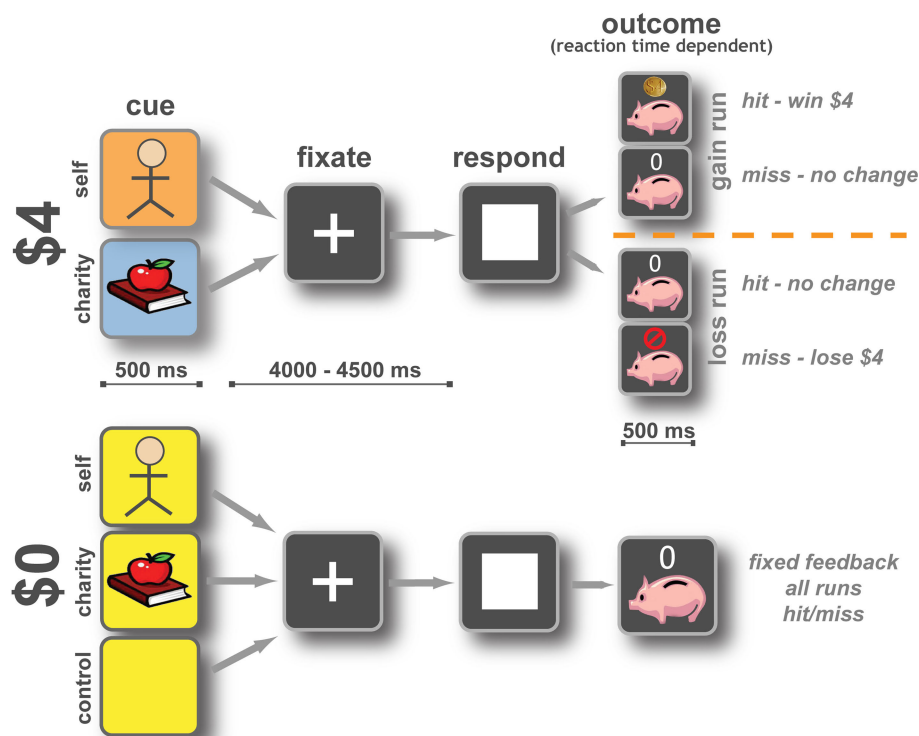 outcome
(reaction time dependent)
cue
fixate
respond
$4
self
charity
gain run
hit - win $4
0
miss - no change
loss run
0
hit - no change
miss - lose $4
500 ms
4000 - 4500 ms
500 ms
$0
self
charity
control
0
fixed feedback
all runs
hit/miss